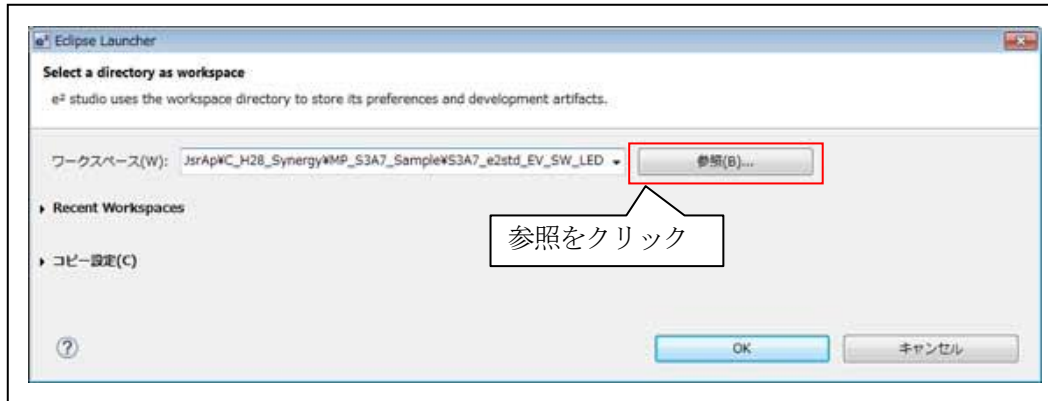 e² Eclipse Launcher
Select a directory as workspace
e² studio uses the workspace directory to store its preferences and development artifacts.
ワークスペース(W): JsrAp¥C_H28_Synergy¥MP_S3A7_Sample¥S3A7_e2std_EV_SW_LED 参照(B)...
Recent Workspaces
参照をクリック
コピー設定(C)
? OK キャンセル